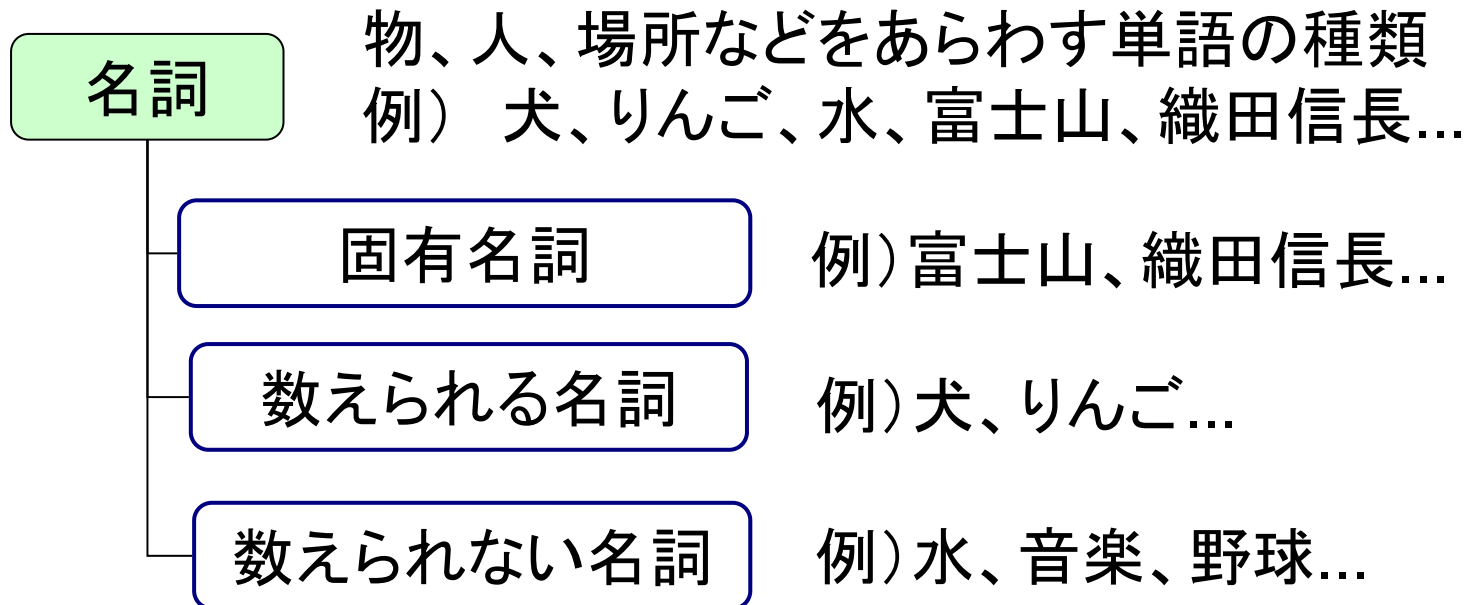 名詞
物、人、場所などをあらわす単語の種類
例） 犬、りんご、水、富士山、織田信長...
固有名詞
例）富士山、織田信長...
数えられる名詞
例）犬、りんご...
数えられない名詞
例）水、音楽、野球...